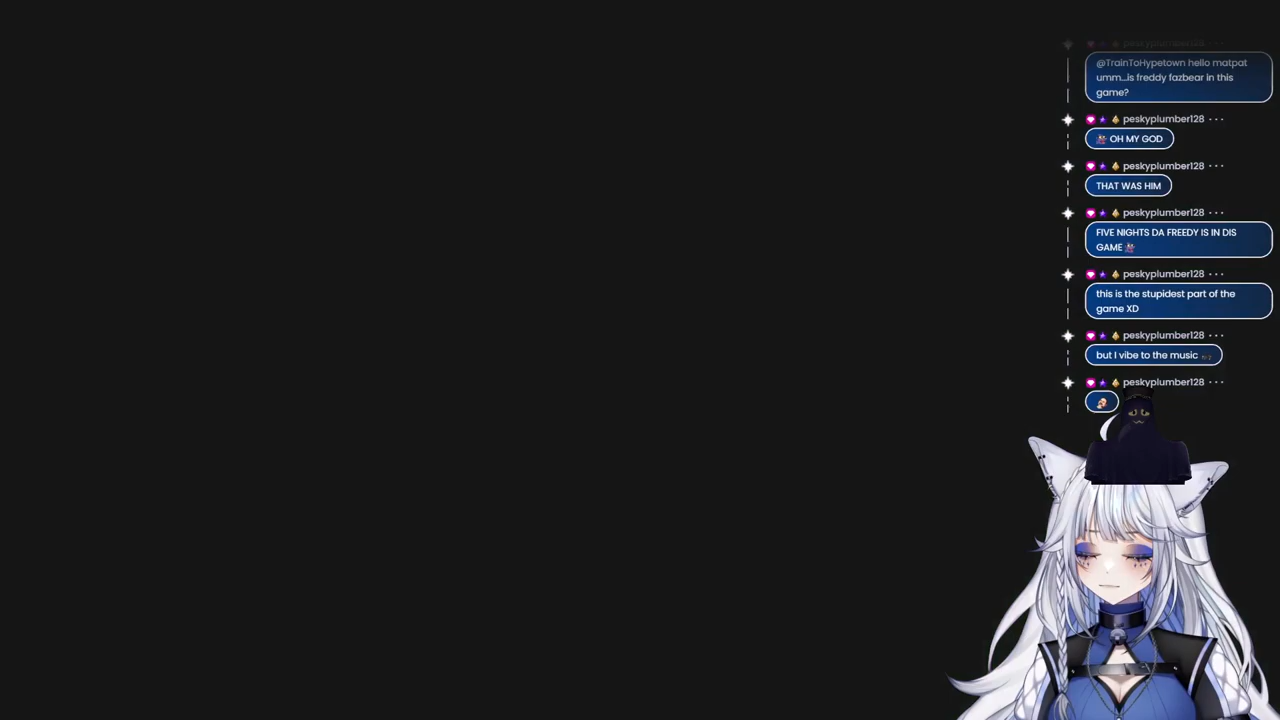 peskyplumber128
@TrainToHypetown hello matpat
umm...is freddy fazbear in this
game?
peskyplumber128
OH MY GOD
peskyplumber128
THAT WAS HIM
peskyplumber128
FIVE NIGHTS DA FREEDY IS IN DIS
GAME
peskyplumber128
this is the stupidest part of the
game XD
peskyplumber128
but I vibe to the music
peskyplumber128